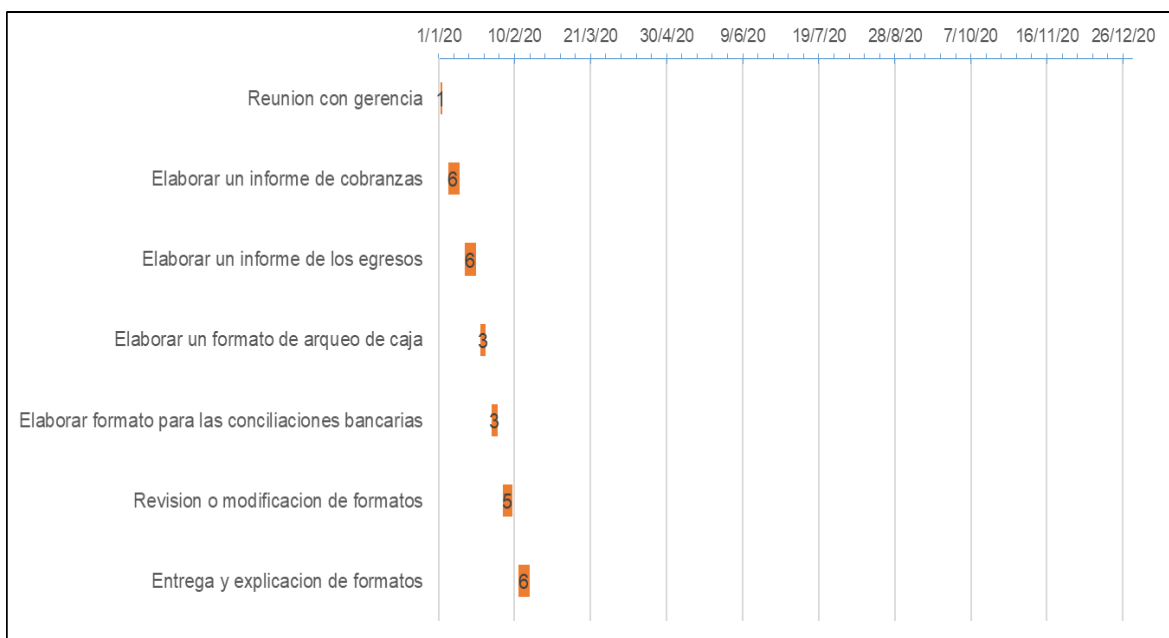 1/1/20 10/2/20 21/3/20 30/4/20 9/6/20 19/7/20 28/8/20 7/10/20 16/11/20 26/12/20
Reunion con gerencia 1
Elaborar un informe de cobranzas 6
Elaborar un informe de los egresos 6
Elaborar un formato de arqueo de caja 3
Elaborar formato para las conciliaciones bancarias 3
Revision o modificacion de formatos 5
Entrega y explicacion de formatos 6